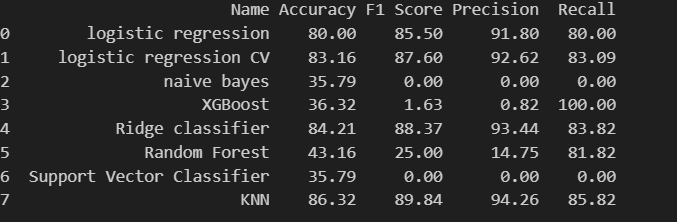 Name Accuracy F1 Score Precision Recall
0 logistic regression 80.00 85.50 91.80 80.00
1 logistic regression CV 83.16 87.60 92.62 83.09
2 naive bayes 35.79 0.00 0.00 0.00
3 XGBoost 36.32 1.63 0.82 100.00
4 Ridge classifier 84.21 88.37 93.44 83.82
5 Random Forest 43.16 25.00 14.75 81.82
6 Support Vector Classifier 35.79 0.00 0.00 0.00
7 KNN 86.32 89.84 94.26 85.82